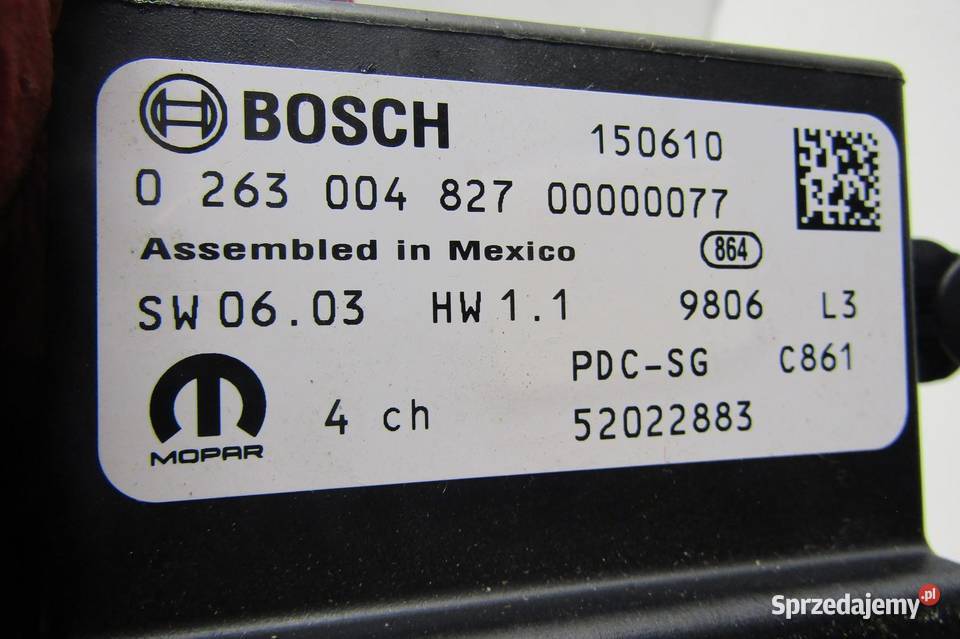 BOSCH 150610
0 263 004 827 00000077
Assembled in Mexico 864
SW 06.03 HW 1.1 9806 L3
PDC-SG C861
4 ch 52022883
MOPAR
Sprzedajemy.pl